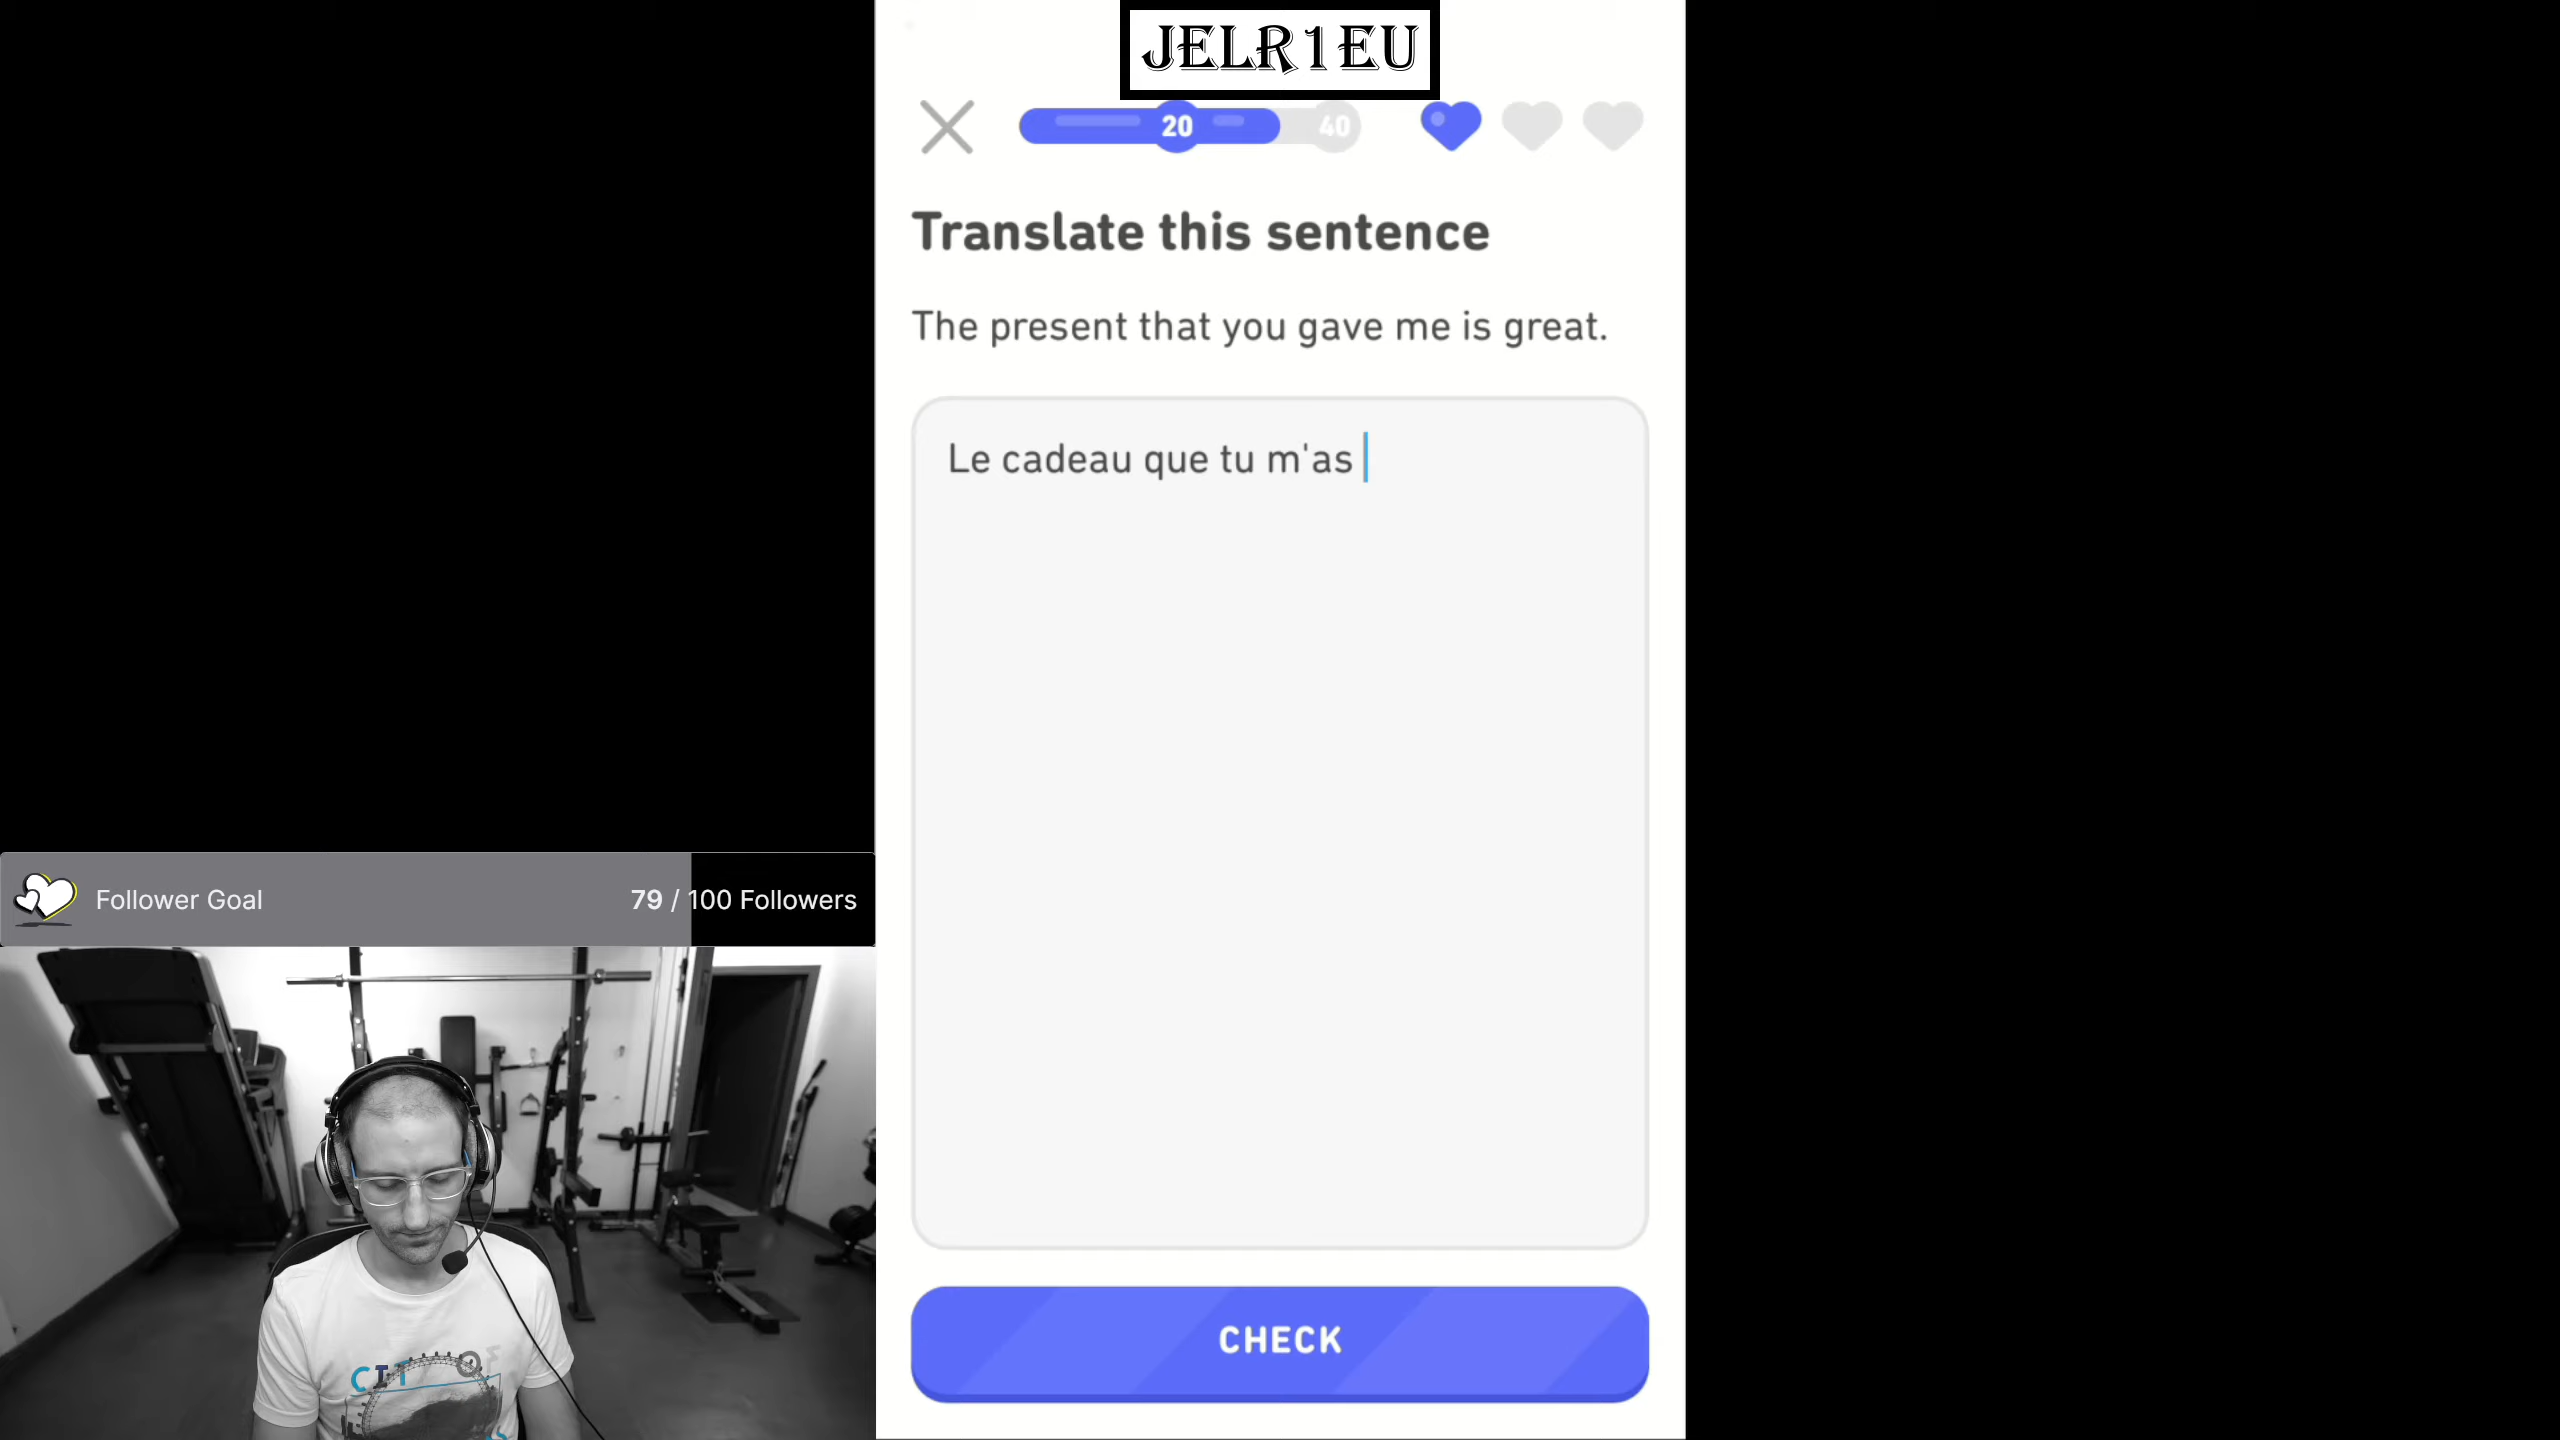 JELR1EU
20
40
Translate this sentence
The present that you gave me is great.
Le cadeau que tu m'as
Follower Goal
79 / 100 Followers
CHECK